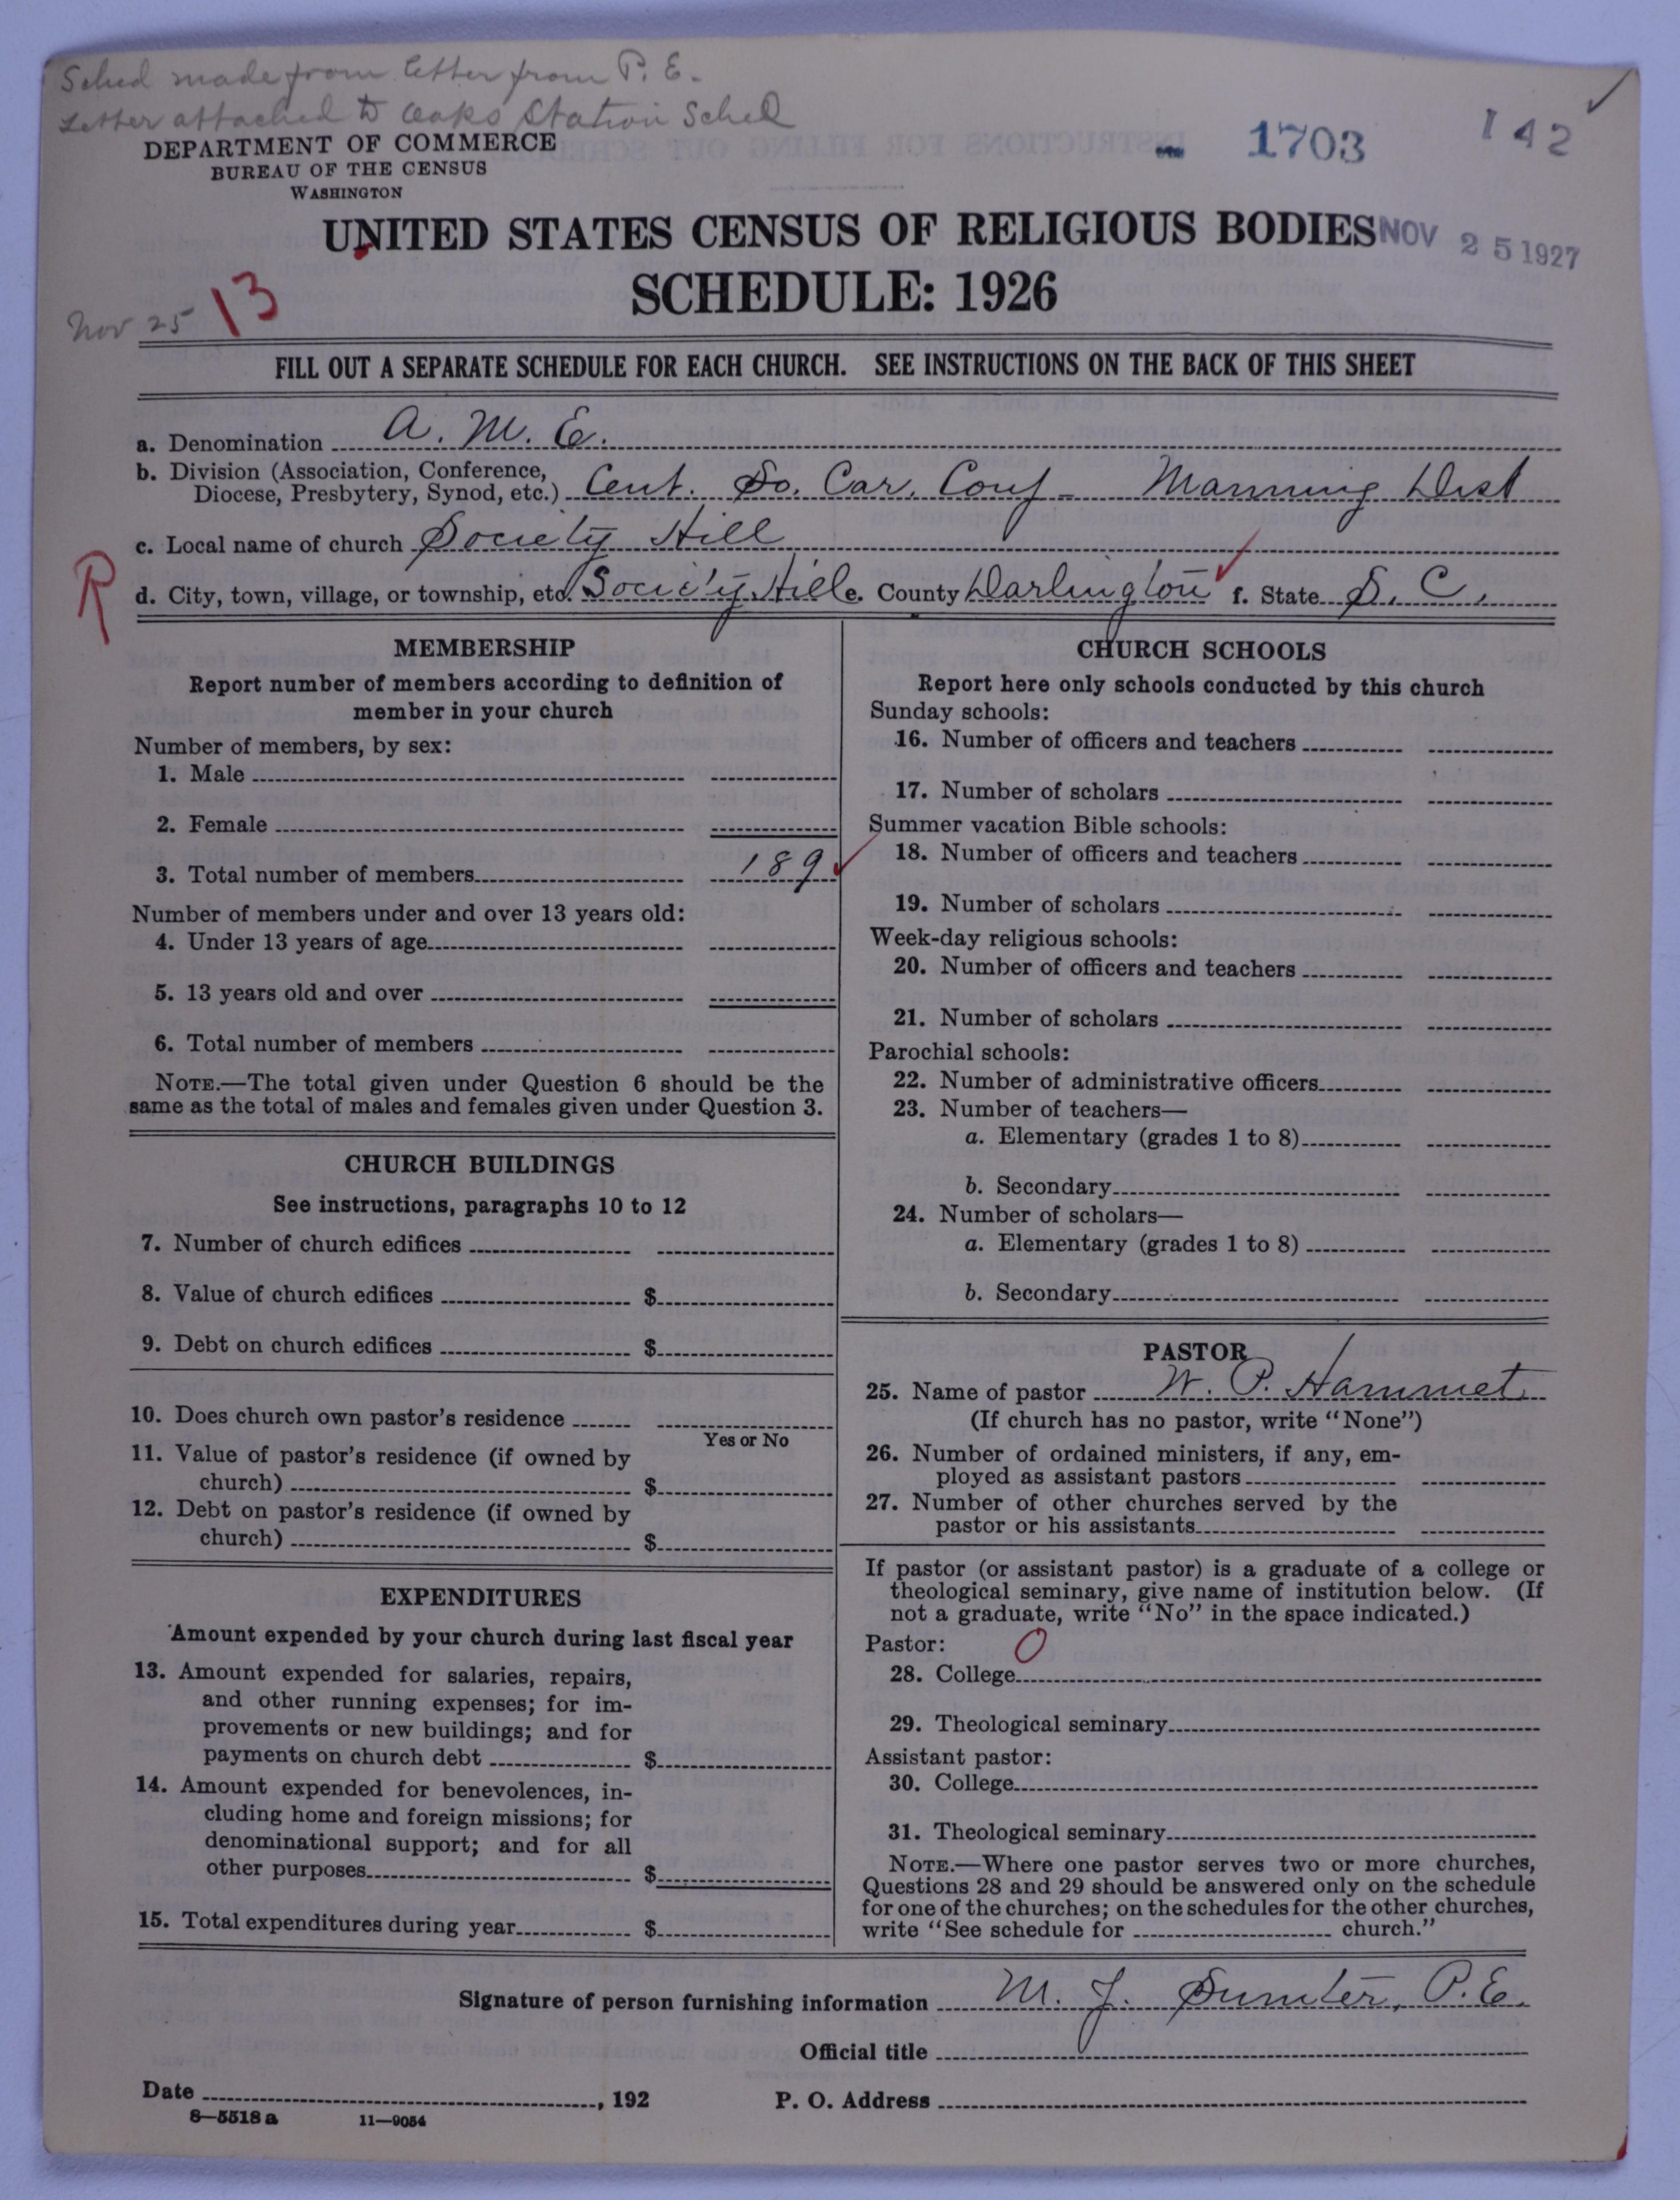 Sched made from letter from P. E.
Letter attached to Oaks Station Sched
DEPARTMENT OF COMMERCE
BUREAU OF THE CENSUS
WASHINGTON
1703
142
UNITED STATES CENSUS OF RELIGIOUS BODIES
NOV 25 1927
SCHEDULE: 1926
Nov 25
13
FILL OUT A SEPARATE SCHEDULE FOR EACH CHURCH. SEE INSTRUCTIONS ON THE BACK OF THIS SHEET
a. Denomination A. M. E.
b. Division (Association, Conference,
Diocese, Presbytery, Synod, etc.) Cent. So. Car. Conf - Manning Dist
c. Local name of church Society Hill
R
d. City, town, village, or township, etc. Society Hill e. County Darlington f. State S. C.
MEMBERSHIP
Report number of members according to definition of
member in your church
Number of members, by sex:
1. Male
2. Female
3. Total number of members 189
Number of members under and over 13 years old:
4. Under 13 years of age
5. 13 years old and over
6. Total number of members
NOTE.—The total given under Question 6 should be the
same as the total of males and females given under Question 3.
CHURCH BUILDINGS
See instructions, paragraphs 10 to 12
7. Number of church edifices
8. Value of church edifices $
9. Debt on church edifices $
10. Does church own pastor's residence
Yes or No
11. Value of pastor's residence (if owned by
church) $
12. Debt on pastor's residence (if owned by
church) $
EXPENDITURES
Amount expended by your church during last fiscal year
13. Amount expended for salaries, repairs,
and other running expenses; for im-
provements or new buildings; and for
payments on church debt $
14. Amount expended for benevolences, in-
cluding home and foreign missions; for
denominational support; and for all
other purposes $
15. Total expenditures during year $
CHURCH SCHOOLS
Report here only schools conducted by this church
Sunday schools:
16. Number of officers and teachers
17. Number of scholars
Summer vacation Bible schools:
18. Number of officers and teachers
19. Number of scholars
Week-day religious schools:
20. Number of officers and teachers
21. Number of scholars
Parochial schools:
22. Number of administrative officers
23. Number of teachers—
a. Elementary (grades 1 to 8)
b. Secondary
24. Number of scholars—
a. Elementary (grades 1 to 8)
b. Secondary
PASTOR
25. Name of pastor W. P. Hammet
(If church has no pastor, write "None")
26. Number of ordained ministers, if any, em-
ployed as assistant pastors
27. Number of other churches served by the
pastor or his assistants
If pastor (or assistant pastor) is a graduate of a college or
theological seminary, give name of institution below. (If
not a graduate, write "No" in the space indicated.)
Pastor: O
28. College
29. Theological seminary
Assistant pastor:
30. College
31. Theological seminary
NOTE.—Where one pastor serves two or more churches,
Questions 28 and 29 should be answered only on the schedule
for one of the churches; on the schedules for the other churches,
write "See schedule for church."
Signature of person furnishing information M. J. Sumter, P.E.
Official title
Date , 192
P. O. Address
8—5518 a 11—9054